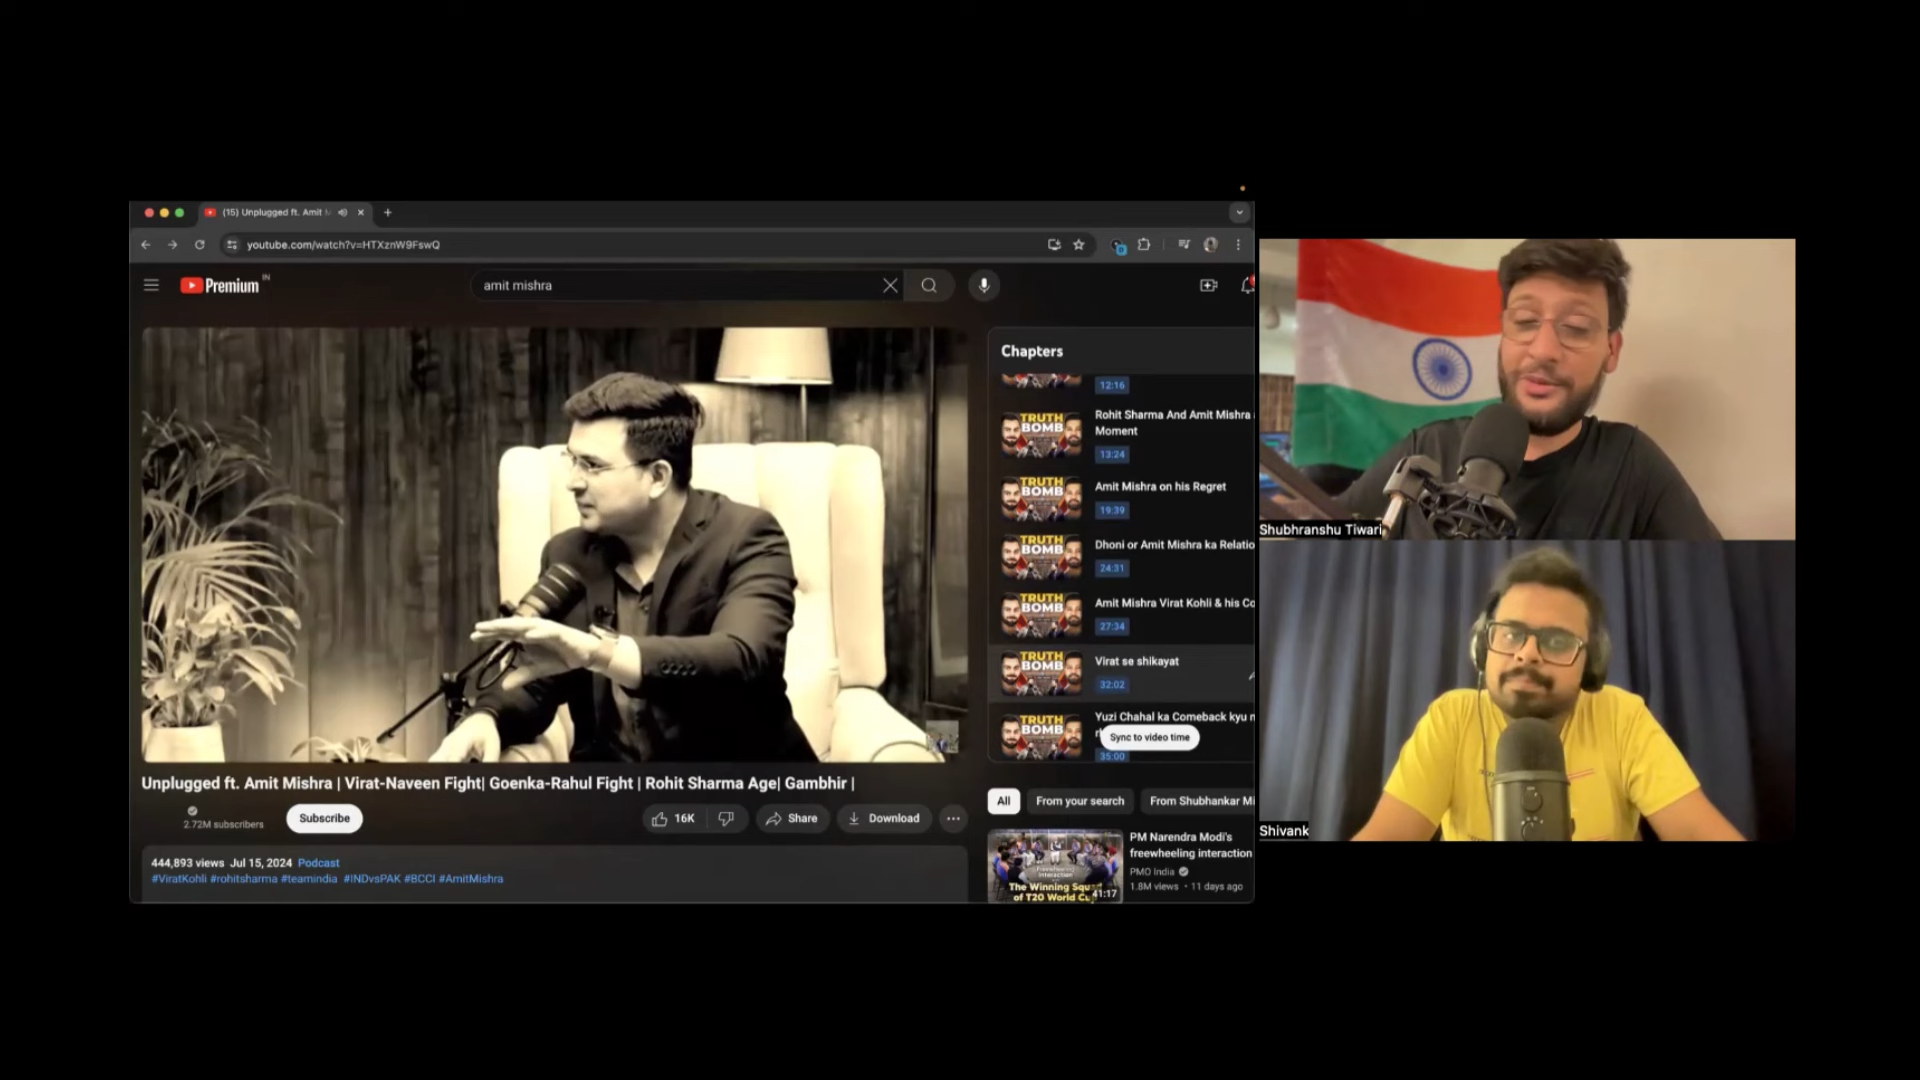 (15) Unplugged ft. Amit M
youtube.com/watch?v=HTXznW9FswQ
Premium IN
amit mishra
Chapters
12:16
TRUTH
BOMB
Rohit Sharma And Amit Mishra
Moment
13:24
TRUTH
BOMB
Amit Mishra on his Regret
19:39
TRUTH
BOMB
Dhoni or Amit Mishra ka Relatio
24:31
TRUTH
BOMB
Amit Mishra Virat Kohli & his Co
27:34
TRUTH
BOMB
Virat se shikayat
32:02
TRUTH
BOMB
Yuzi Chahal ka Comeback kyu n
Sync to video time
35:00
Unplugged ft. Amit Mishra | Virat-Naveen Fight| Goenka-Rahul Fight | Rohit Sharma Age| Gambhir |
2.72M subscribers
Subscribe
16K
Share
Download
444,893 views Jul 15, 2024 Podcast
#ViratKohli #rohitsharma #teamindia #INDvsPAK #BCCI #AmitMishra
All
From your search
From Shubhankar Mi
Interaction
The Winning Squad
of T20 World Cup
41:17
PM Narendra Modi's
freewheeling interaction
PMO India
1.8M views • 11 days ago
Shubhranshu Tiwari
Shivank